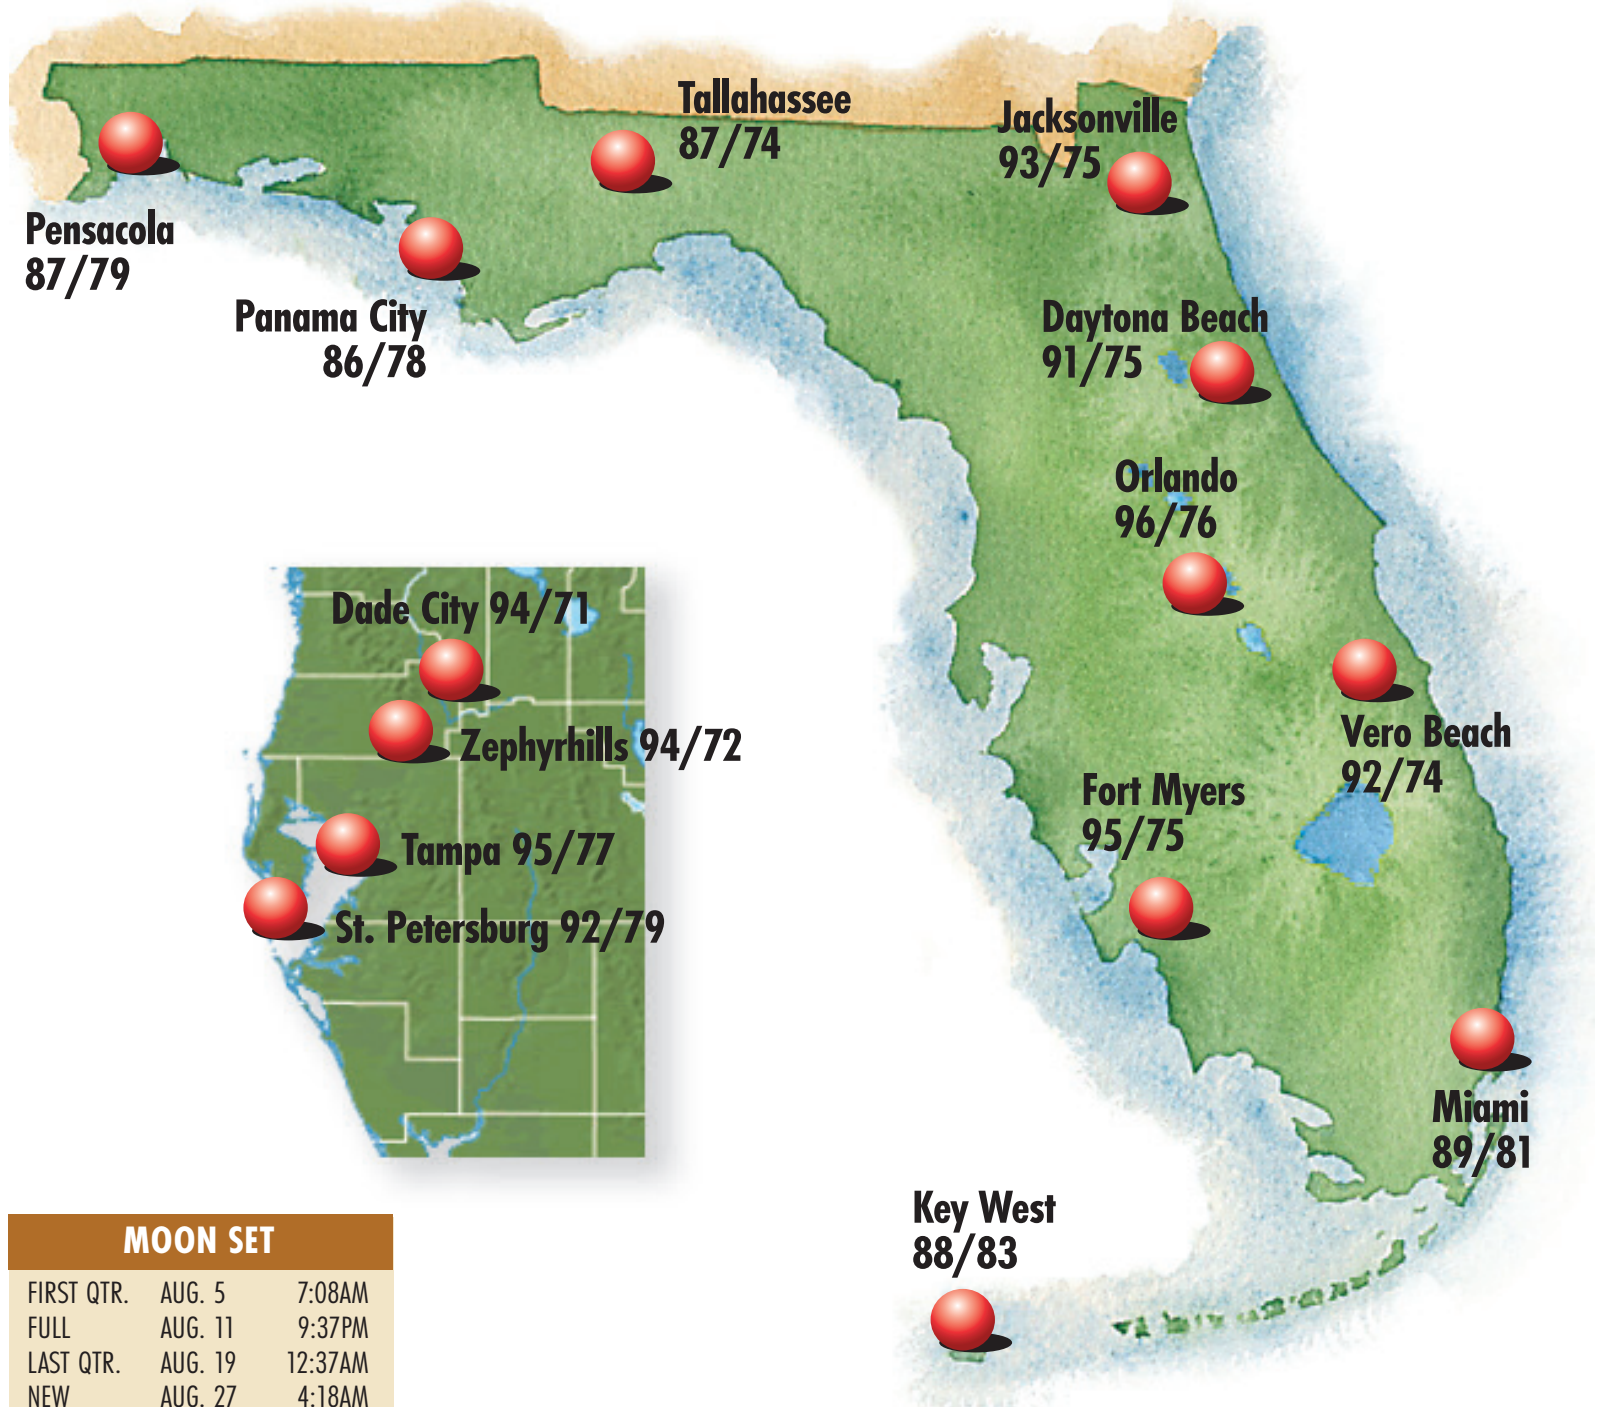 Tallahassee
87/74
Jacksonville
93/75
Pensacola
87/79
Panama City
86/78
Daytona Beach
91/75
Orlando
96/76
Dade City 94/71
Zephyrhills 94/72
Tampa 95/77
St. Petersburg 92/79
Vero Beach
92/74
Fort Myers
95/75
Miami
89/81
Key West
88/83
MOON SET
FIRST QTR. AUG. 5 7:08AM
FULL AUG. 11 9:37PM
LAST QTR. AUG. 19 12:37AM
NEW AUG. 27 4:18AM